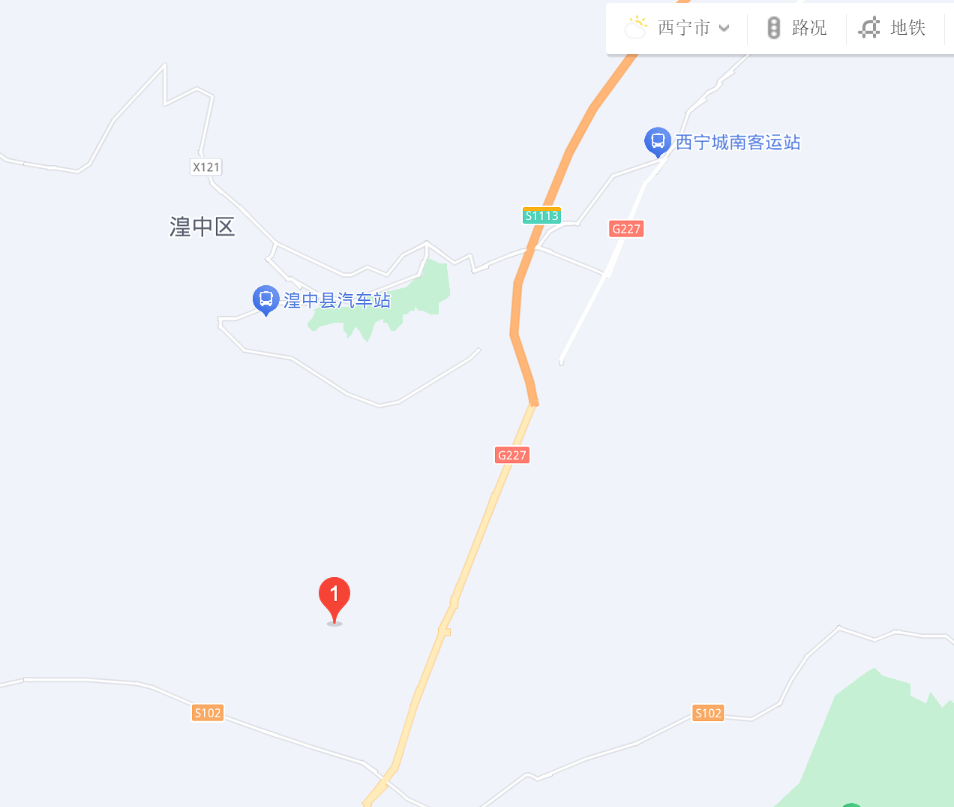 西宁市
路况
地铁
西宁城南客运站
X121
S1113
湟中区
G227
湟中县汽车站
G227
1
S102
S102